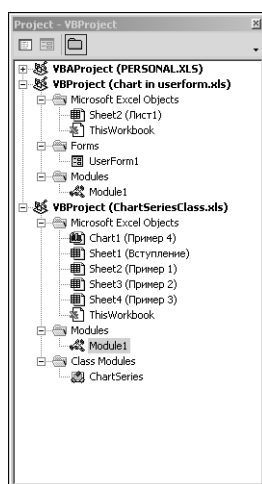 Project - VBAProject
VBAProject (PERSONAL.XLS)
VBProject (chart in userform.xls)
Microsoft Excel Objects
Sheet2 (Лист1)
ThisWorkbook
Forms
UserForm1
Modules
Module1
VBProject (ChartSeriesClass.xls)
Microsoft Excel Objects
Chart1 (Пример 4)
Sheet1 (Вступление)
Sheet2 (Пример 1)
Sheet3 (Пример 2)
Sheet4 (Пример 3)
ThisWorkbook
Modules
Module1
Class Modules
ChartSeries